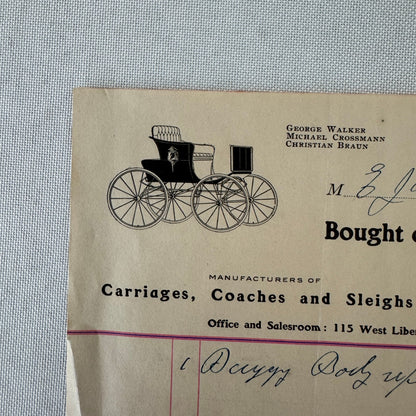 GEORGE WALKER
MICHAEL CROSSMANN
CHRISTIAN BRAUN
M E J
Bought o
MANUFACTURERS OF
Carriages, Coaches and Sleighs
Office and Salesroom: 115 West Liber
1 Buggy Body up